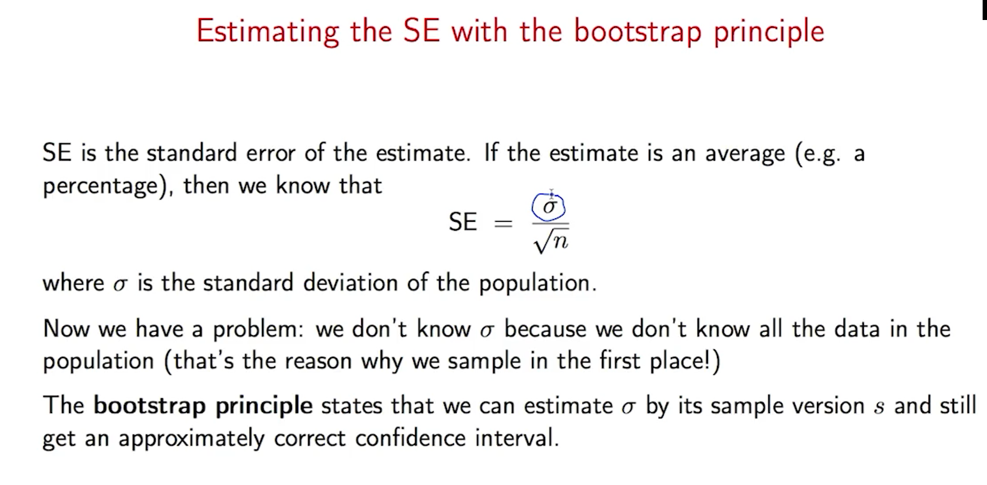 Estimating the SE with the bootstrap principle
SE is the standard error of the estimate. If the estimate is an average (e.g. a
percentage), then we know that
SE = σ/√n
where σ is the standard deviation of the population.
Now we have a problem: we don't know σ because we don't know all the data in the
population (that's the reason why we sample in the first place!)
The bootstrap principle states that we can estimate σ by its sample version s and still
get an approximately correct confidence interval.